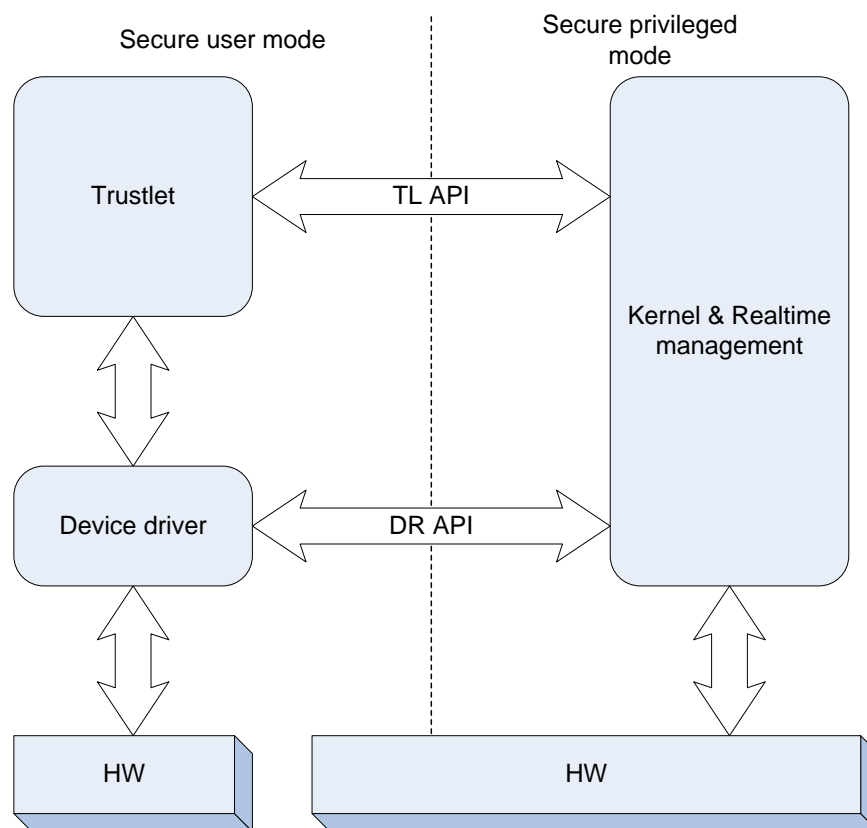 Secure user mode
Secure privileged
mode
Trustlet
TL API
Kernel & Realtime
management
Device driver
DR API
HW
HW